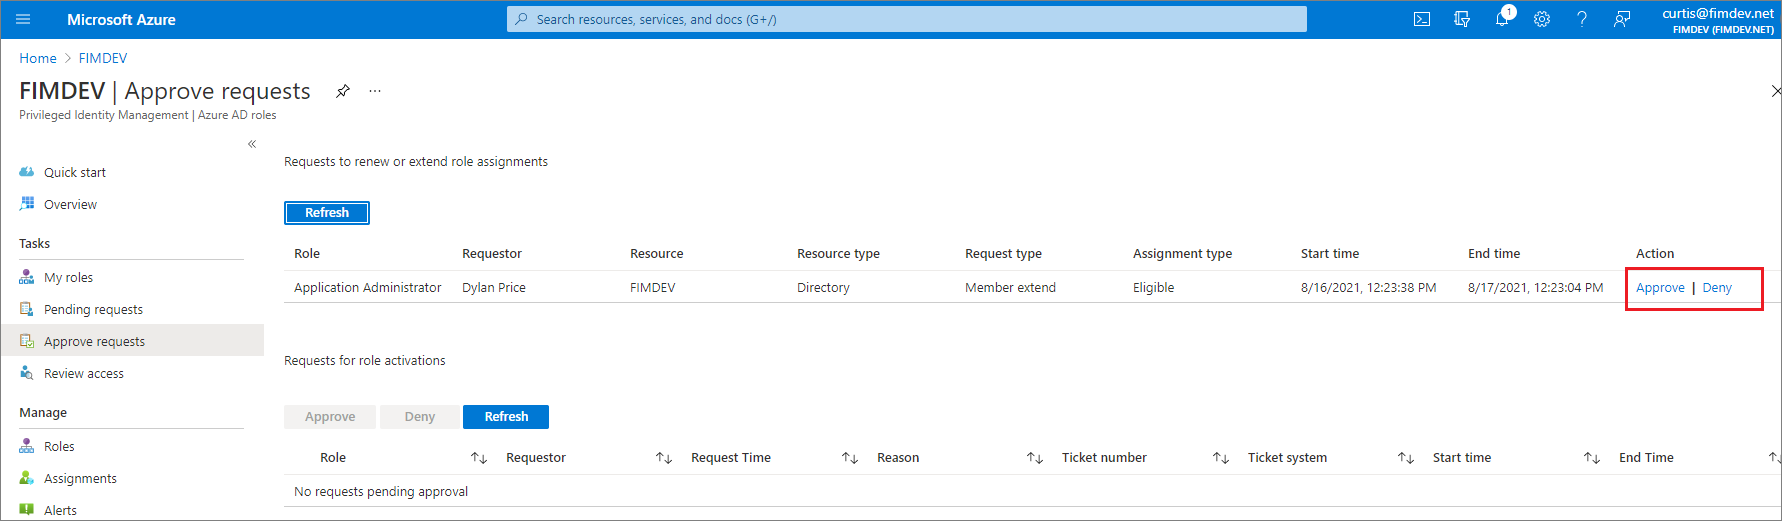 Microsoft Azure
Search resources, services, and docs (G+/)
1
curtis@fimdev.net
FIMDEV (FIMDEV.NET)
Home > FIMDEV
FIMDEV | Approve requests
...
Privileged Identity Management | Azure AD roles
«
Quick start
Overview
Tasks
My roles
Pending requests
Approve requests
Review access
Manage
Roles
Assignments
Alerts
Requests to renew or extend role assignments
Refresh
Role Requestor Resource Resource type Request type Assignment type Start time End time Action
Application Administrator Dylan Price FIMDEV Directory Member extend Eligible 8/16/2021, 12:23:38 PM 8/17/2021, 12:23:04 PM Approve | Deny
Requests for role activations
Approve Deny Refresh
Role Requestor Request Time Reason Ticket number Ticket system Start time End Time
No requests pending approval